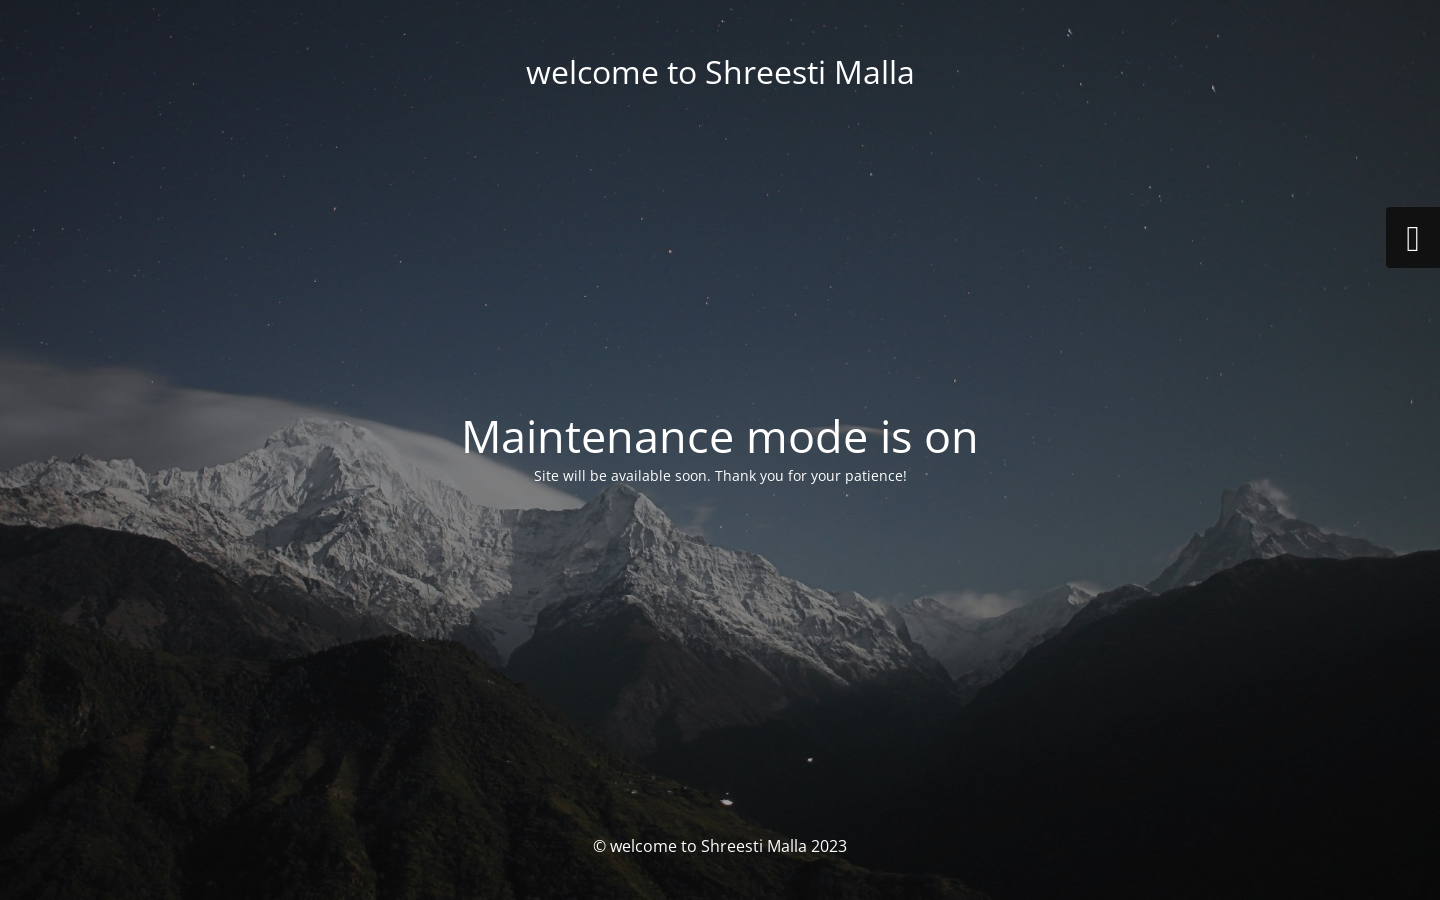 welcome to Shreesti Malla
Maintenance mode is on
Site will be available soon. Thank you for your patience!
© welcome to Shreesti Malla 2023